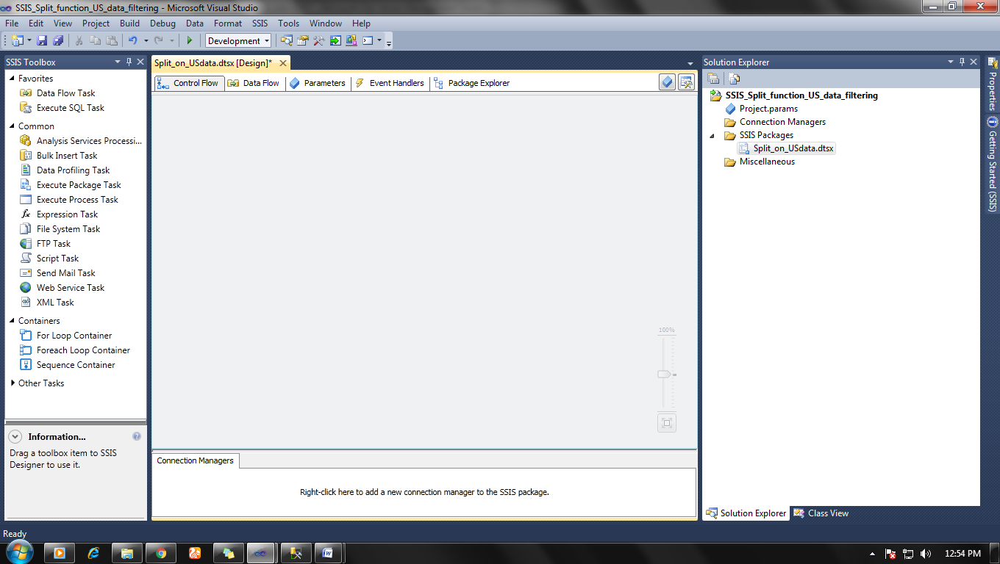 SSIS_Split_function_US_data_filtering - Microsoft Visual Studio
File Edit View Project Build Debug Data Format SSIS Tools Window Help
Development
SSIS Toolbox
Favorites
Data Flow Task
Execute SQL Task
Common
Analysis Services Processi...
Bulk Insert Task
Data Profiling Task
Execute Package Task
Execute Process Task
Expression Task
File System Task
FTP Task
Script Task
Send Mail Task
Web Service Task
XML Task
Containers
For Loop Container
Foreach Loop Container
Sequence Container
Other Tasks
Information...
Drag a toolbox item to SSIS
Designer to use it.
Split_on_USdata.dtsx [Design]*
Control Flow Data Flow Parameters Event Handlers Package Explorer
100%
Connection Managers
Right-click here to add a new connection manager to the SSIS package.
Solution Explorer
SSIS_Split_function_US_data_filtering
Project.params
Connection Managers
SSIS Packages
Split_on_USdata.dtsx
Miscellaneous
Solution Explorer Class View
Properties
Getting Started (SSIS)
Ready
12:54 PM